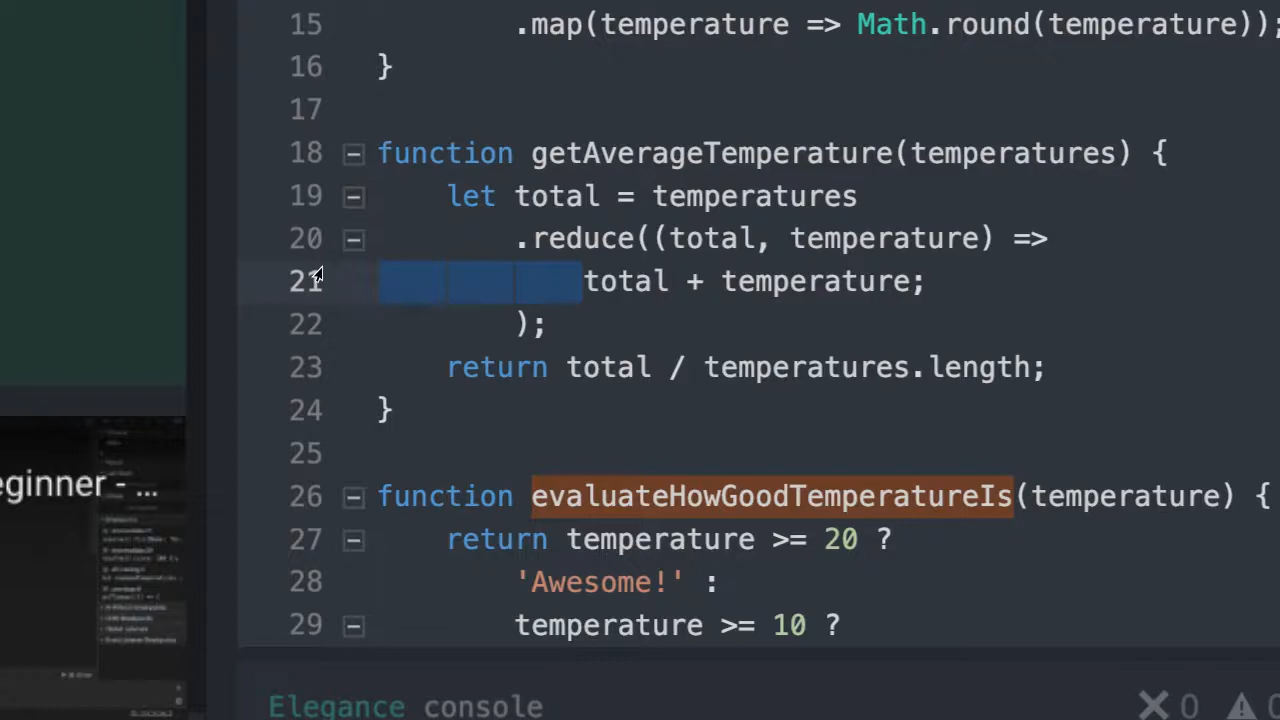 15 .map(temperature => Math.round(temperature));
16 }
17
18 function getAverageTemperature(temperatures) {
19 let total = temperatures
20 .reduce((total, temperature) =>
21 total + temperature;
22 );
23 return total / temperatures.length;
24 }
25
eginner - ...
26 function evaluateHowGoodTemperatureIs(temperature) {
27 return temperature >= 20 ?
28 'Awesome!' :
29 temperature >= 10 ?
Elegance console 0